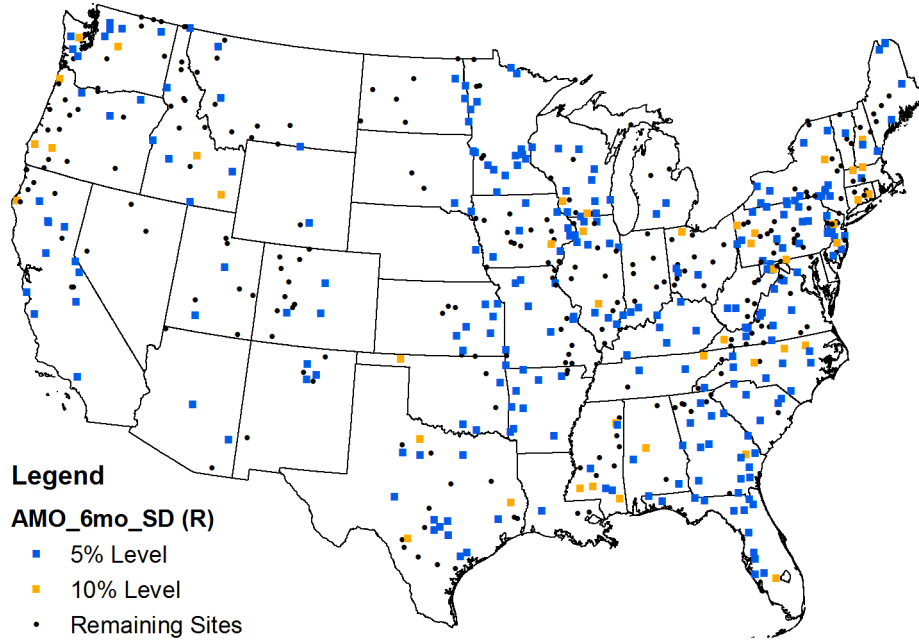 Legend
AMO_6mo_SD (R)
5% Level
10% Level
Remaining Sites